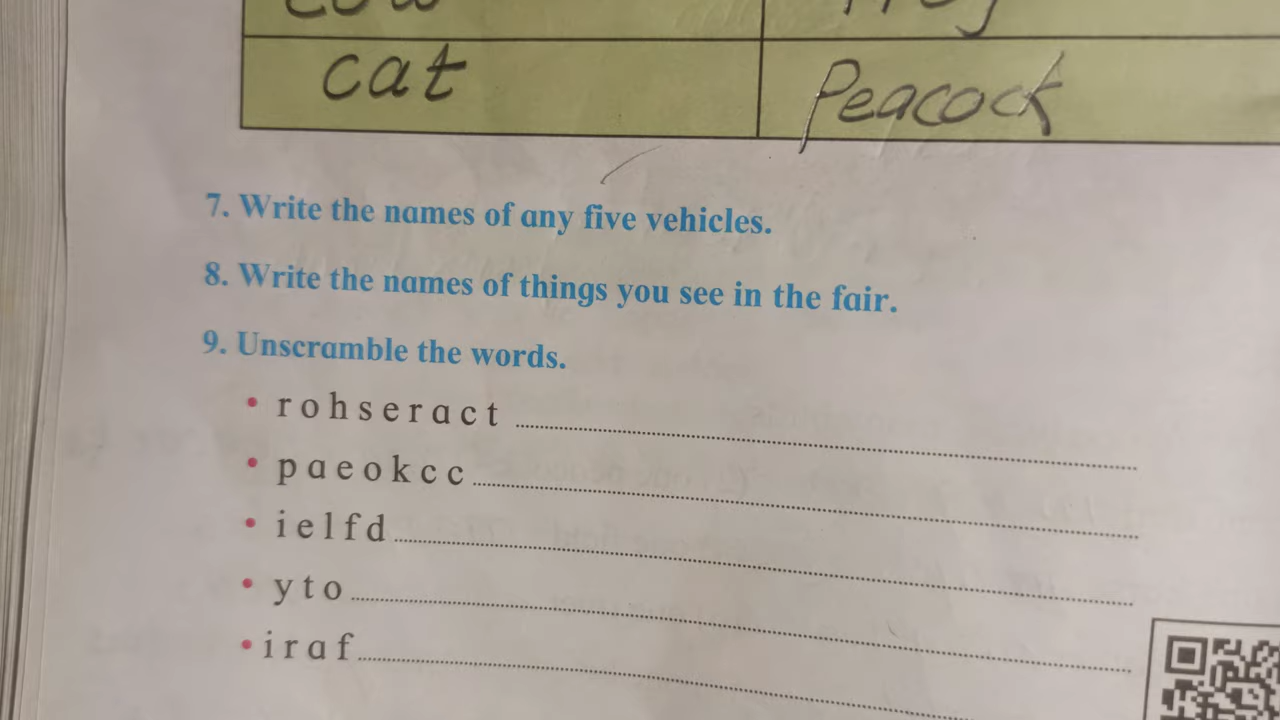 cat Peacock
7. Write the names of any five vehicles.
8. Write the names of things you see in the fair.
9. Unscramble the words.
• r o h s e r a c t
• p a e o k c c
• i e l f d
• y t o
• i r a f